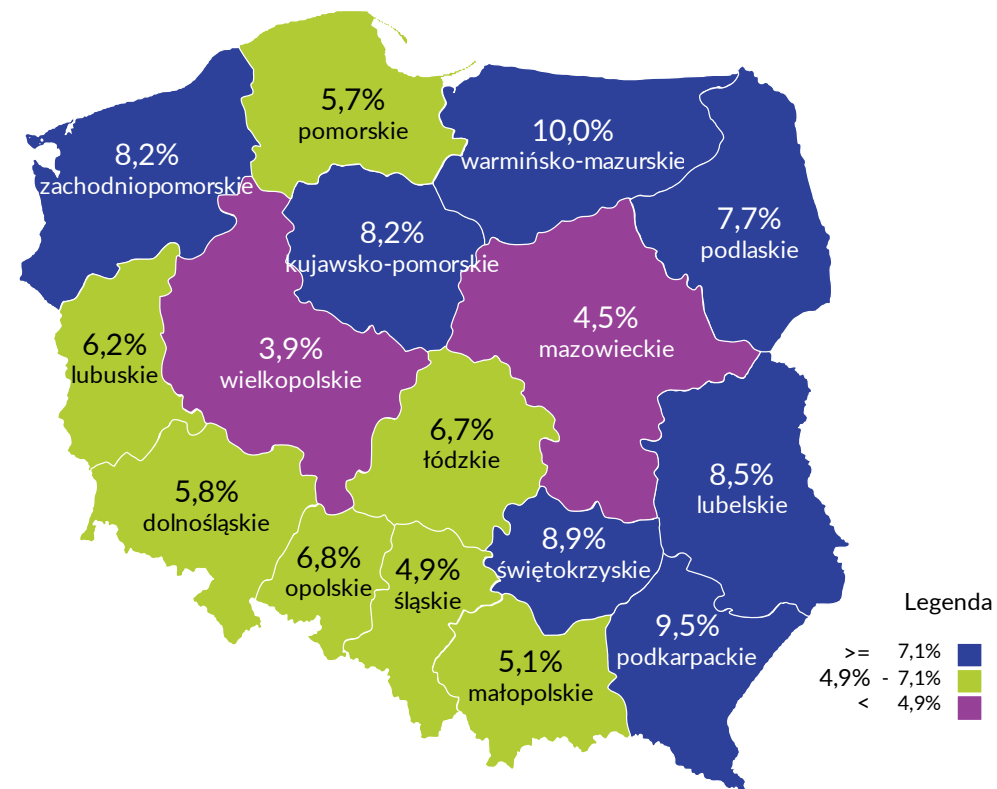 5,7%
pomorskie
10,0%
warmińsko-mazurskie
8,2%
zachodniopomorskie
7,7%
podlaskie
8,2%
kujawsko-pomorskie
4,5%
mazowieckie
6,2%
lubuskie
3,9%
wielkopolskie
6,7%
łódzkie
8,5%
lubelskie
5,8%
dolnośląskie
8,9%
świętokrzyskie
6,8%
opolskie
4,9%
śląskie
9,5%
podkarpackie
5,1%
małopolskie
Legenda
>= 7,1%
4,9% - 7,1%
< 4,9%